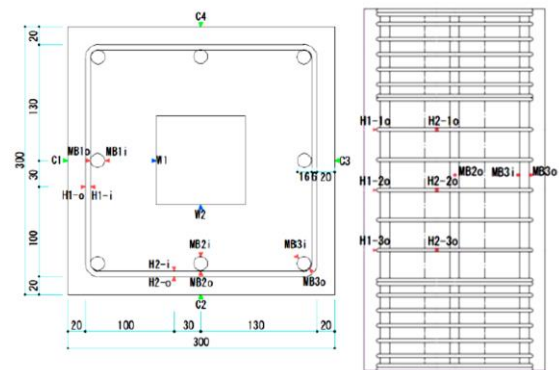 C4
20
130
300
30
100
20
C1
MB1o
MB1i
W1
C3
16 6 20
H1-o
H1-i
W2
MB2i
MB3i
H2-i
H2-o
MB2o
MB3o
C2
20
100
30
130
20
300
H1-1o
H2-1o
MB2o
MB3i
MB3o
H1-2o
H2-2o
H1-3o
H2-3o